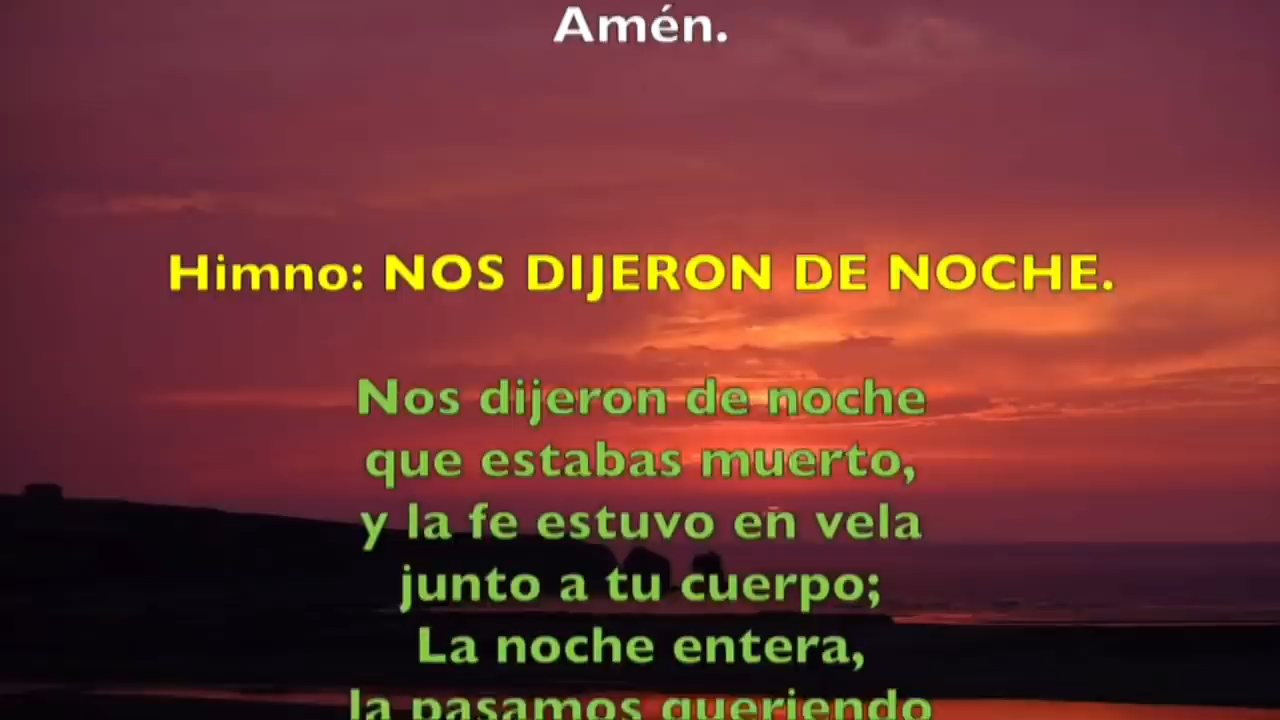 Amén.
Himno: NOS DIJERON DE NOCHE.
Nos dijeron de noche
que estabas muerto,
y la fe estuvo en vela
junto a tu cuerpo;
La noche entera,
la pasamos queriendo